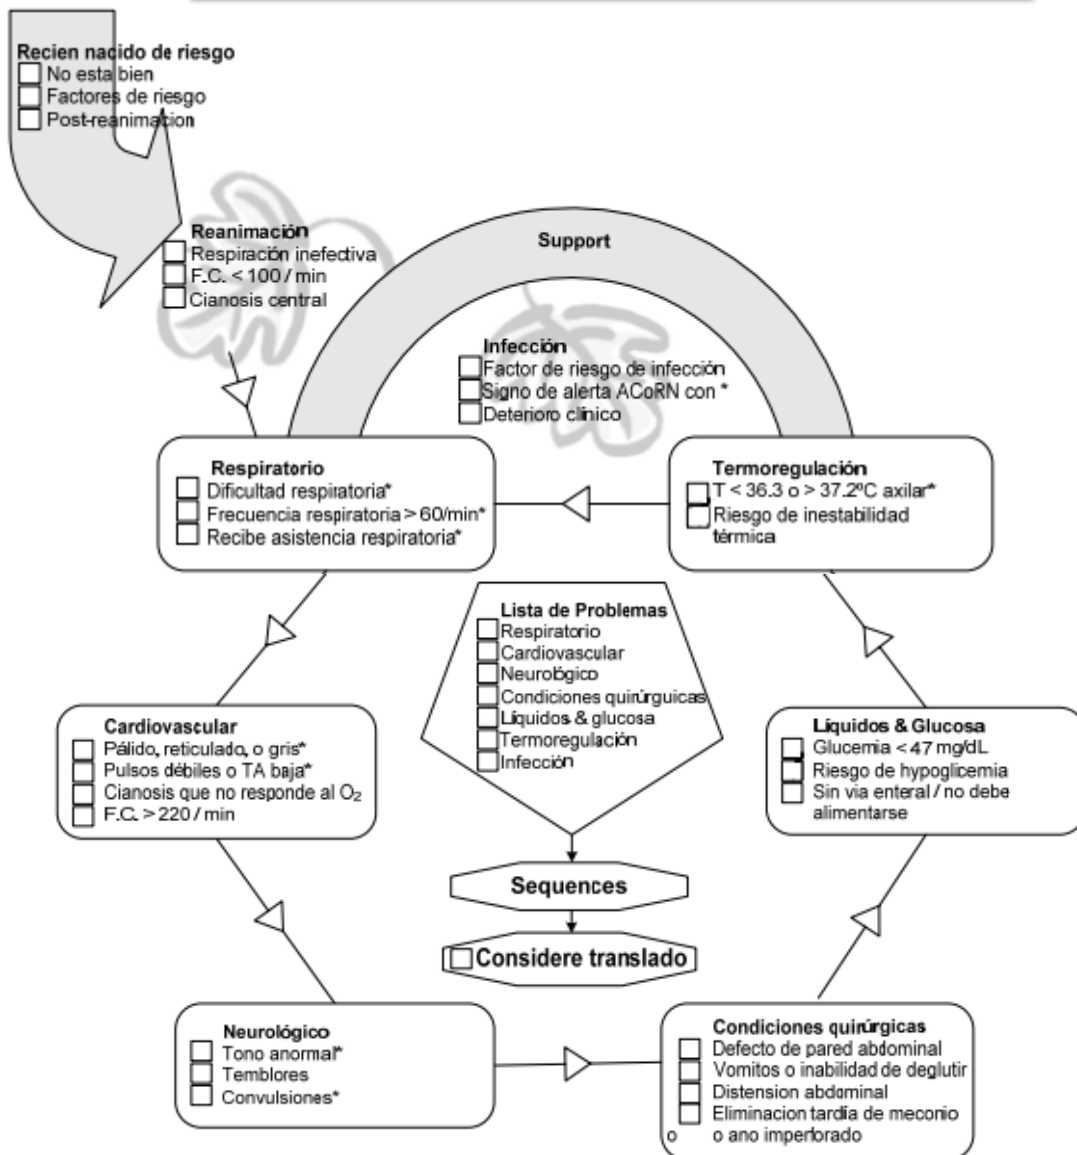 Recien nacido de riesgo
No esta bien
Factores de riesgo
Post-reanimacion
Reanimación
Respiración inefectiva
F.C. < 100 / min
Cianosis central
Support
Infección
Factor de riesgo de infección
Signo de alerta ACoRN con *
Deterioro clínico
Respiratorio
Dificultad respiratoria*
Frecuencia respiratoria > 60/min*
Recibe asistencia respiratoria*
Termoregulación
T < 36.3 o > 37.2ºC axilar*
Riesgo de inestabilidad
térmica
Lista de Problemas
Respiratorio
Cardiovascular
Neurológico
Condiciones quirúrguicas
Líquidos & glucosa
Termoregulación
Infección
Cardiovascular
Pálido, reticulado, o gris*
Pulsos débiles o TA baja*
Cianosis que no responde al O₂
F.C. > 220 / min
Líquidos & Glucosa
Glucemia < 47 mg/dL
Riesgo de hypoglicemia
Sin via enteral / no debe
alimentarse
Sequences
Considere translado
Neurológico
Tono anormal*
Temblores
Convulsiones*
Condiciones quirúrgicas
Defecto de pared abdominal
Vomitos o inabilidad de deglutir
Distension abdominal
Eliminacion tardía de meconio
o o ano imperforado